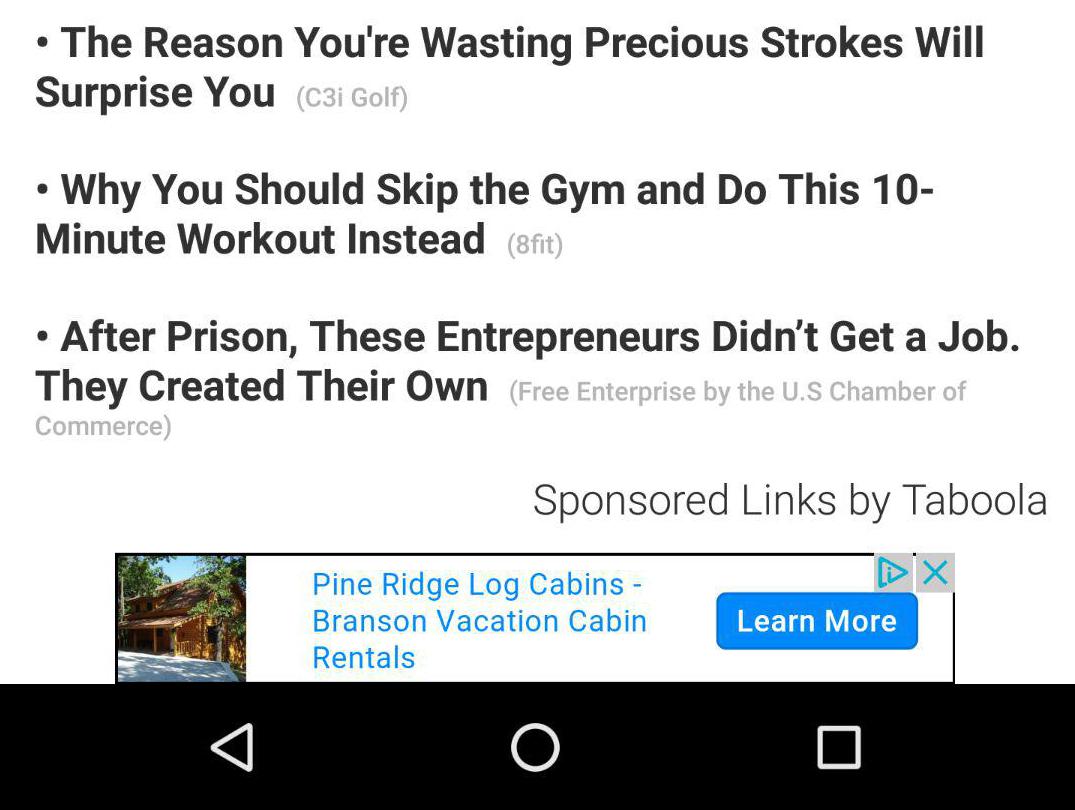 • The Reason You're Wasting Precious Strokes Will
Surprise You (C3i Golf)
• Why You Should Skip the Gym and Do This 10-
Minute Workout Instead (8fit)
• After Prison, These Entrepreneurs Didn’t Get a Job.
They Created Their Own (Free Enterprise by the U.S Chamber of
Commerce)
Sponsored Links by Taboola
Pine Ridge Log Cabins -
Branson Vacation Cabin
Rentals
Learn More